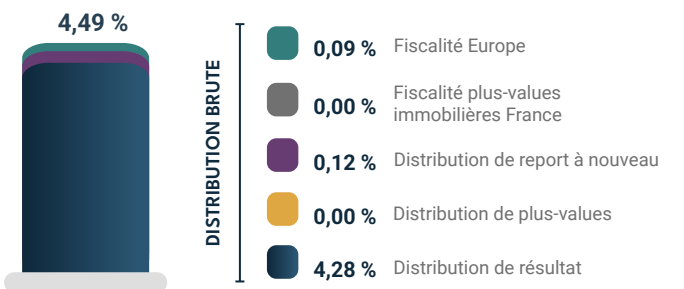 4,49 %
DISTRIBUTION BRUTE
0,09 % Fiscalité Europe
0,00 % Fiscalité plus-values
immobilières France
0,12 % Distribution de report à nouveau
0,00 % Distribution de plus-values
4,28 % Distribution de résultat